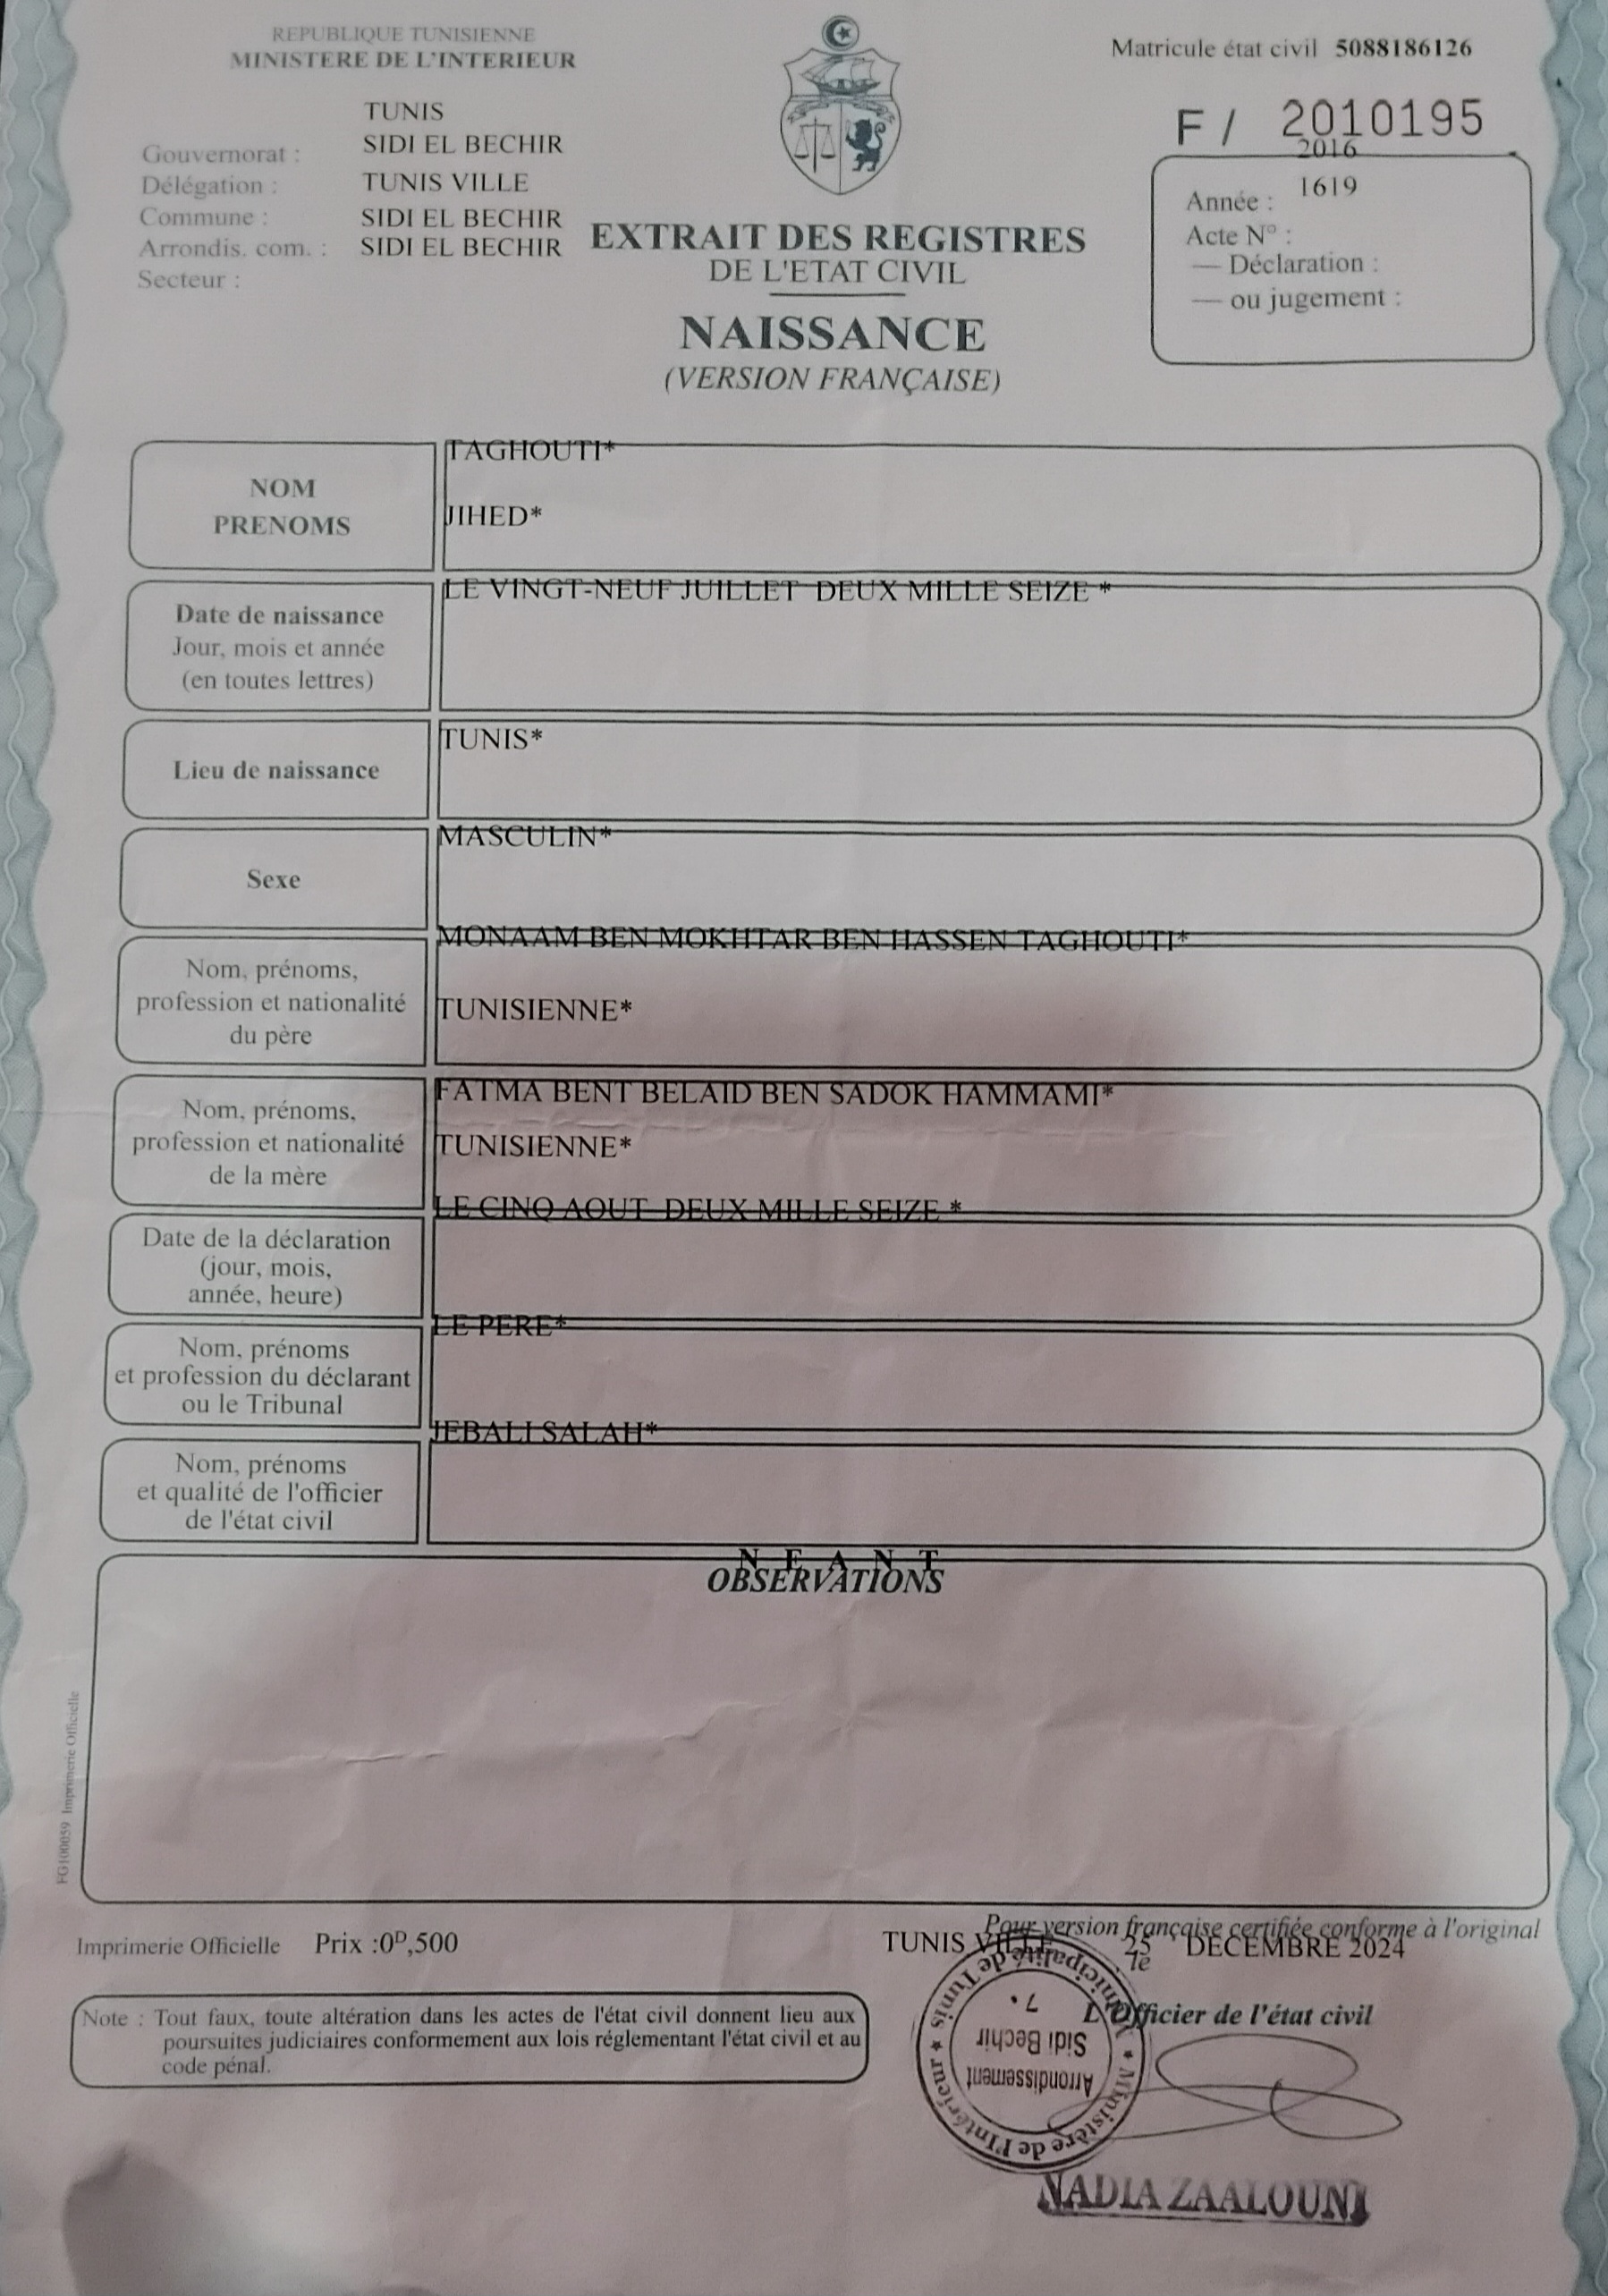 REPUBLIQUE TUNISIENNE
MINISTERE DE L'INTERIEUR
Matricule état civil 5088186126
F / 2010195
TUNIS
Gouvernorat : SIDI EL BECHIR
Délégation : TUNIS VILLE
Commune : SIDI EL BECHIR
Arrondis. com. : SIDI EL BECHIR
Secteur :
2016
Année : 1619
Acte N° :
— Déclaration :
— ou jugement :
EXTRAIT DES REGISTRES
DE L'ETAT CIVIL
NAISSANCE
(VERSION FRANÇAISE)
NOM
PRENOMS
TAGHOUTI*
JIHED*
Date de naissance
Jour, mois et année
(en toutes lettres)
LE VINGT-NEUF JUILLET DEUX MILLE SEIZE *
Lieu de naissance
TUNIS*
Sexe
MASCULIN*
Nom, prénoms,
profession et nationalité
du père
MONAAM BEN MOKHTAR BEN HASSEN TAGHOUTI*
TUNISIENNE*
Nom, prénoms,
profession et nationalité
de la mère
FATMA BENT BELAID BEN SADOK HAMMAMI*
TUNISIENNE*
Date de la déclaration
(jour, mois,
année, heure)
LE CINQ AOUT DEUX MILLE SEIZE *
Nom, prénoms
et profession du déclarant
ou le Tribunal
LE PERE*
Nom, prénoms
et qualité de l'officier
de l'état civil
JEBALI SALAH*
N E A N T
OBSERVATIONS
FG100059 Imprimerie Officielle
Imprimerie Officielle Prix :0D,500
Pour version française certifiée conforme à l'original
TUNIS VILLE le 25 DECEMBRE 2024
L'Officier de l'état civil
Note : Tout faux, toute altération dans les actes de l'état civil donnent lieu aux
poursuites judiciaires conformement aux lois réglementant l'état civil et au
code pénal.
★ Ministère de l'Intérieur ★ Municipalité de Tunis
Arrondissement
Sidi Bechir
7 .
NADIA ZAALOUNI